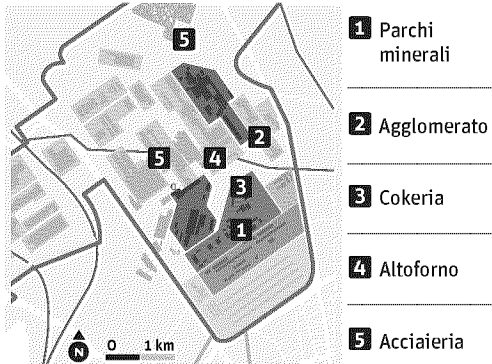 5
2
5
4
3
1
N
0 1 km
1 Parchi
minerali
2 Agglomerato
3 Cokeria
4 Altoforno
5 Acciaieria